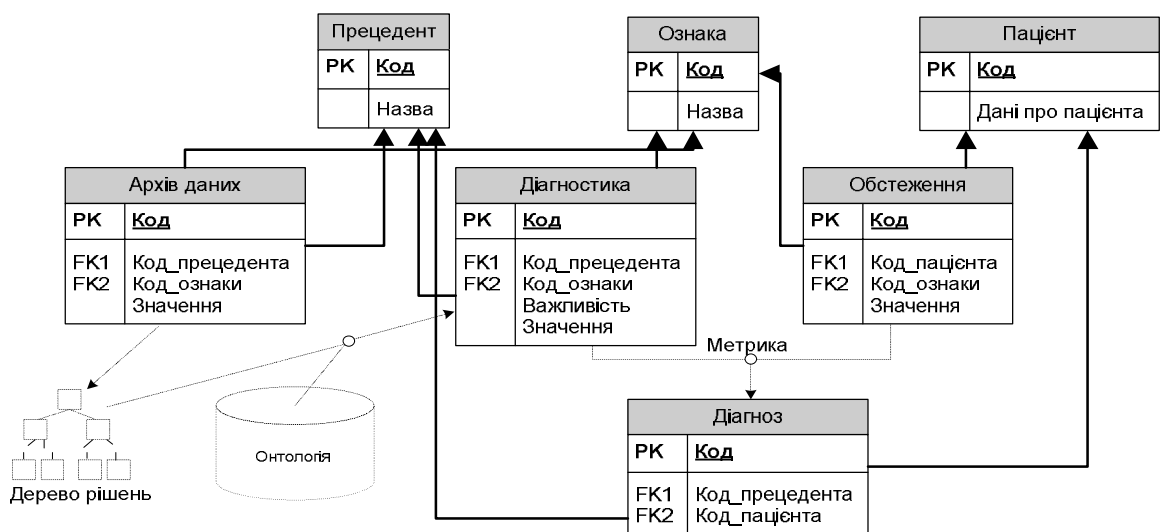 Прецедент
PK Код
Назва
Ознака
PK Код
Назва
Пацієнт
PK Код
Дані про пацієнта
Архів даних
PK Код
FK1 Код_прецедента
FK2 Код_ознаки
Значення
Діагностика
PK Код
FK1 Код_прецедента
FK2 Код_ознаки
Важливість
Значення
Обстеження
PK Код
FK1 Код_пацієнта
FK2 Код_ознаки
Значення
Метрика
Дерево рішень
Онтологія
Діагноз
PK Код
FK1 Код_прецедента
FK2 Код_пацієнта